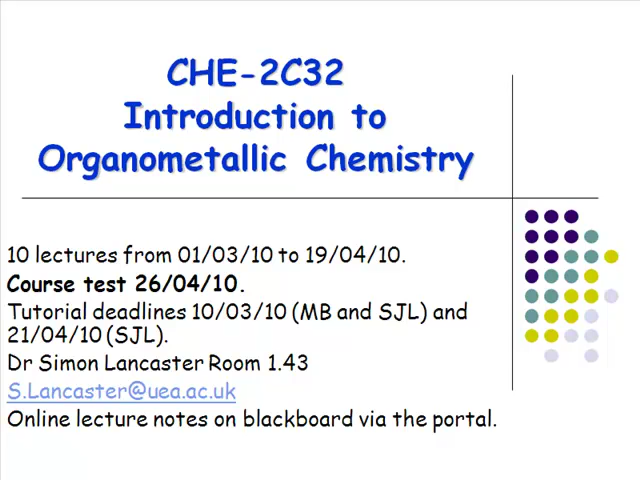 CHE-2C32
Introduction to
Organometallic Chemistry
10 lectures from 01/03/10 to 19/04/10.
Course test 26/04/10.
Tutorial deadlines 10/03/10 (MB and SJL) and
21/04/10 (SJL).
Dr Simon Lancaster Room 1.43
S.Lancaster@uea.ac.uk
Online lecture notes on blackboard via the portal.